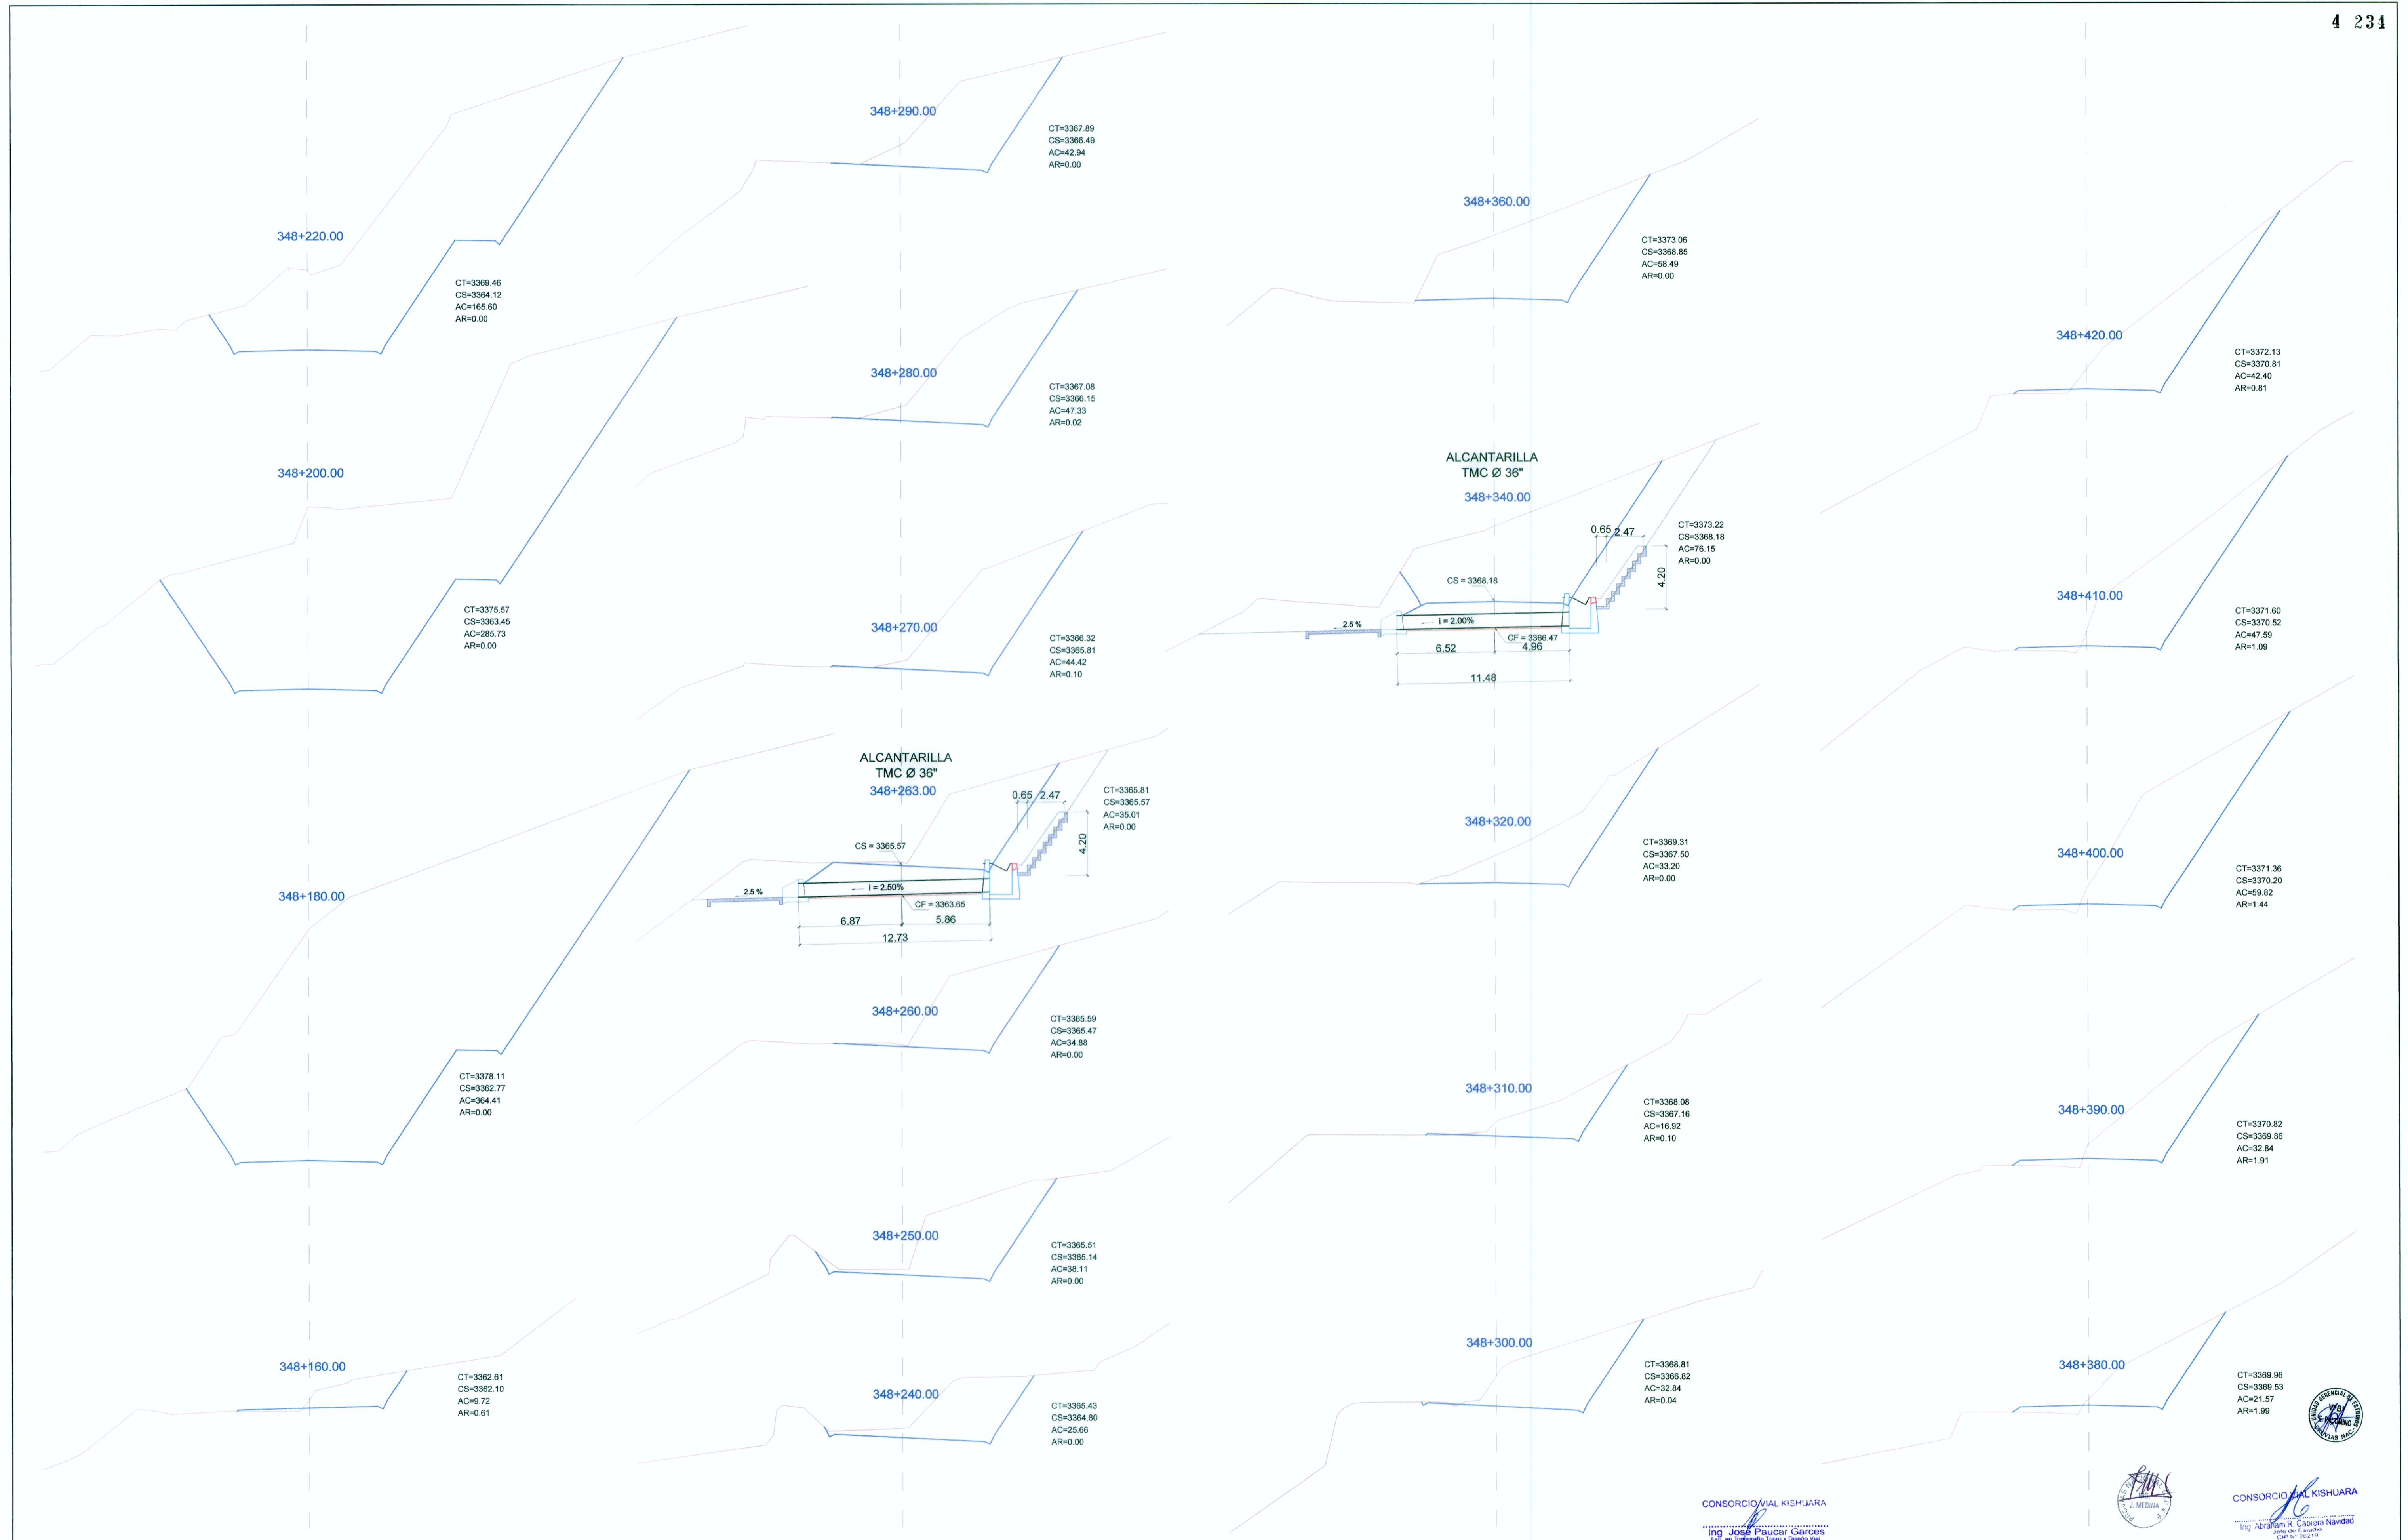 4 234
348+220.00
CT=3369.46
CS=3364.12
AC=165.60
AR=0.00
348+200.00
CT=3375.57
CS=3363.45
AC=285.73
AR=0.00
348+180.00
CT=3378.11
CS=3362.77
AC=364.41
AR=0.00
348+160.00
CT=3362.61
CS=3362.10
AC=9.72
AR=0.61
348+290.00
CT=3367.89
CS=3366.49
AC=42.94
AR=0.00
348+280.00
CT=3367.08
CS=3366.15
AC=47.33
AR=0.02
348+270.00
CT=3366.32
CS=3365.81
AC=44.42
AR=0.10
ALCANTARILLA
TMC Ø 36"
348+263.00
0.65 2.47
CT=3365.81
CS=3365.57
AC=35.01
AR=0.00
4.20
CS = 3365.57
2.5 %
i = 2.50%
CF = 3363.65
6.87
5.86
12.73
348+260.00
CT=3365.59
CS=3365.47
AC=34.88
AR=0.00
348+250.00
CT=3365.51
CS=3365.14
AC=38.11
AR=0.00
348+240.00
CT=3365.43
CS=3364.80
AC=25.66
AR=0.00
348+360.00
CT=3373.06
CS=3368.85
AC=58.49
AR=0.00
ALCANTARILLA
TMC Ø 36"
348+340.00
0.65 2.47
CT=3373.22
CS=3368.18
AC=76.15
AR=0.00
4.20
CS = 3368.18
2.5 %
i = 2.00%
CF = 3366.47
6.52
4.96
11.48
348+320.00
CT=3369.31
CS=3367.50
AC=33.20
AR=0.00
348+310.00
CT=3368.08
CS=3367.16
AC=16.92
AR=0.10
348+300.00
CT=3368.81
CS=3366.82
AC=32.84
AR=0.04
348+420.00
CT=3372.13
CS=3370.81
AC=42.40
AR=0.81
348+410.00
CT=3371.60
CS=3370.52
AC=47.59
AR=1.09
348+400.00
CT=3371.36
CS=3370.20
AC=59.82
AR=1.44
348+390.00
CT=3370.82
CS=3369.86
AC=32.84
AR=1.91
348+380.00
CT=3369.96
CS=3369.53
AC=21.57
AR=1.99
UNIDAD GERENCIAL DE ESTUDIOS
CONSORCIO VIAL KISHUARA
Ing José Paucar Garces
J. MEDINA
CONSORCIO VIAL KISHUARA
Ing Abraham R. Cabrera Navidad
Jefe de Estudio